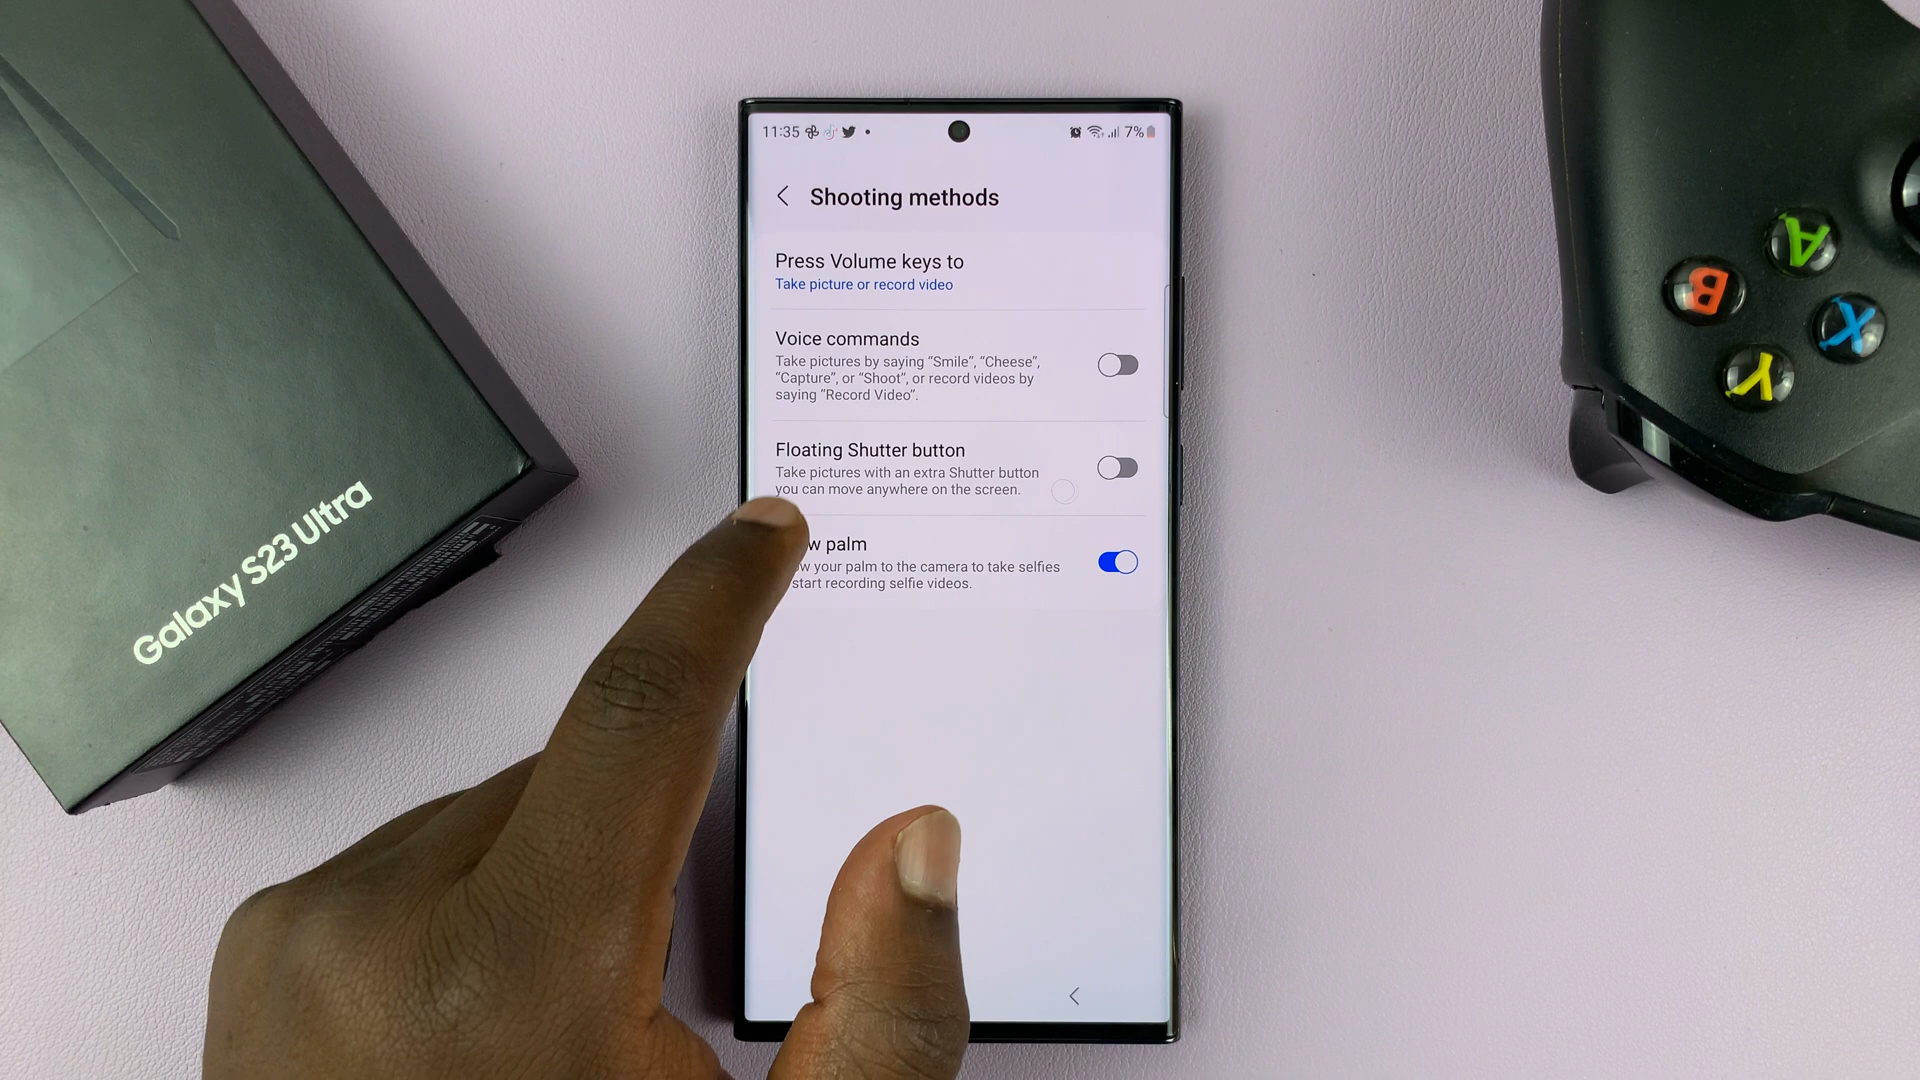 11:35
7%
Shooting methods
Press Volume keys to
Take picture or record video
Voice commands
Take pictures by saying “Smile”, “Cheese”,
“Capture”, or “Shoot”, or record videos by
saying “Record Video”.
Floating Shutter button
Take pictures with an extra Shutter button
you can move anywhere on the screen.
palm
your palm to the camera to take selfies
start recording selfie videos.
Galaxy S23 Ultra
A
B
X
Y